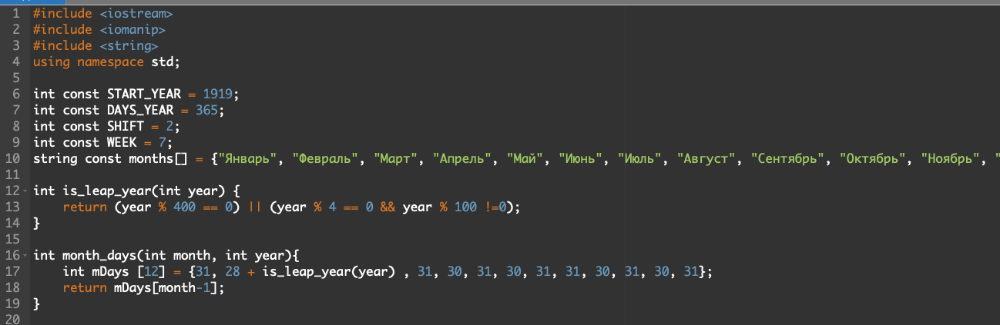 1 #include <iostream>
2 #include <iomanip>
3 #include <string>
4 using namespace std;
5
6 int const START_YEAR = 1919;
7 int const DAYS_YEAR = 365;
8 int const SHIFT = 2;
9 int const WEEK = 7;
10 string const months[] = {"Январь", "Февраль", "Март", "Апрель", "Май", "Июнь", "Июль", "Август", "Сентябрь", "Октябрь", "Ноябрь", "
11
12 int is_leap_year(int year) {
13     return (year % 400 == 0) || (year % 4 == 0 && year % 100 !=0);
14 }
15
16 int month_days(int month, int year){
17     int mDays [12] = {31, 28 + is_leap_year(year) , 31, 30, 31, 30, 31, 31, 30, 31, 30, 31};
18     return mDays[month-1];
19 }
20